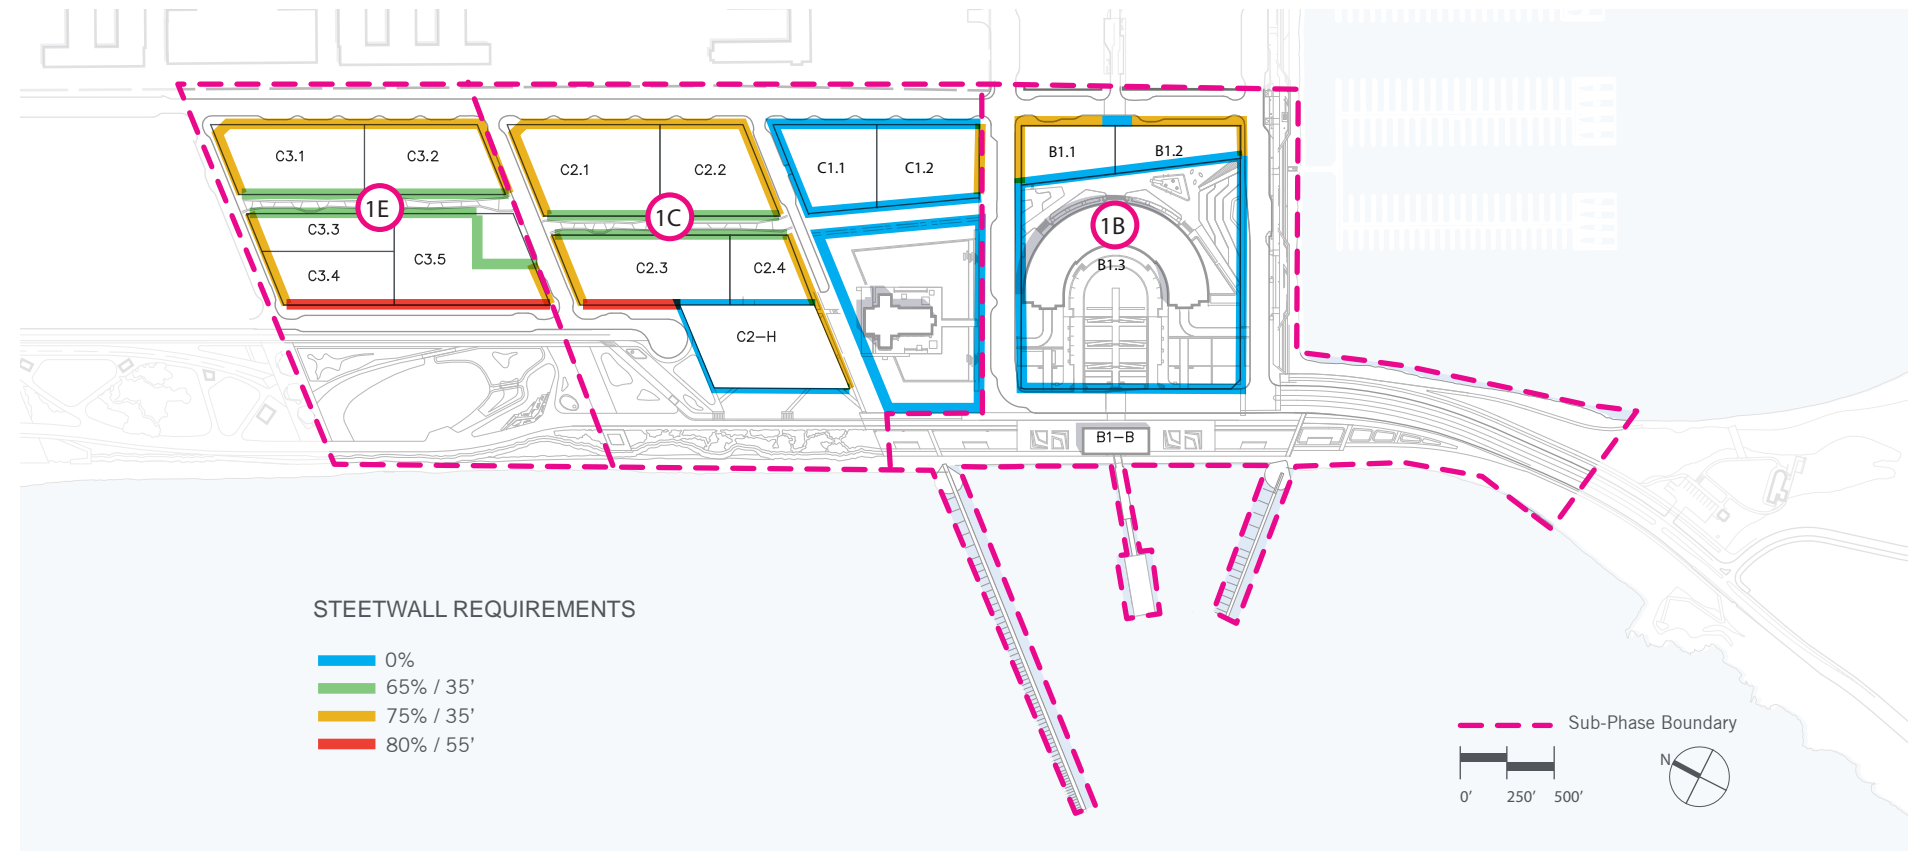 C3.1
C3.2
1E
C3.3
C3.4
C3.5
C2.1
C2.2
1C
C2.3
C2.4
C2-H
C1.1
C1.2
B1.1
B1.2
1B
B1.3
B1-B
STEETWALL REQUIREMENTS
0%
65% / 35'
75% / 35'
80% / 55'
Sub-Phase Boundary
0' 250' 500'
N